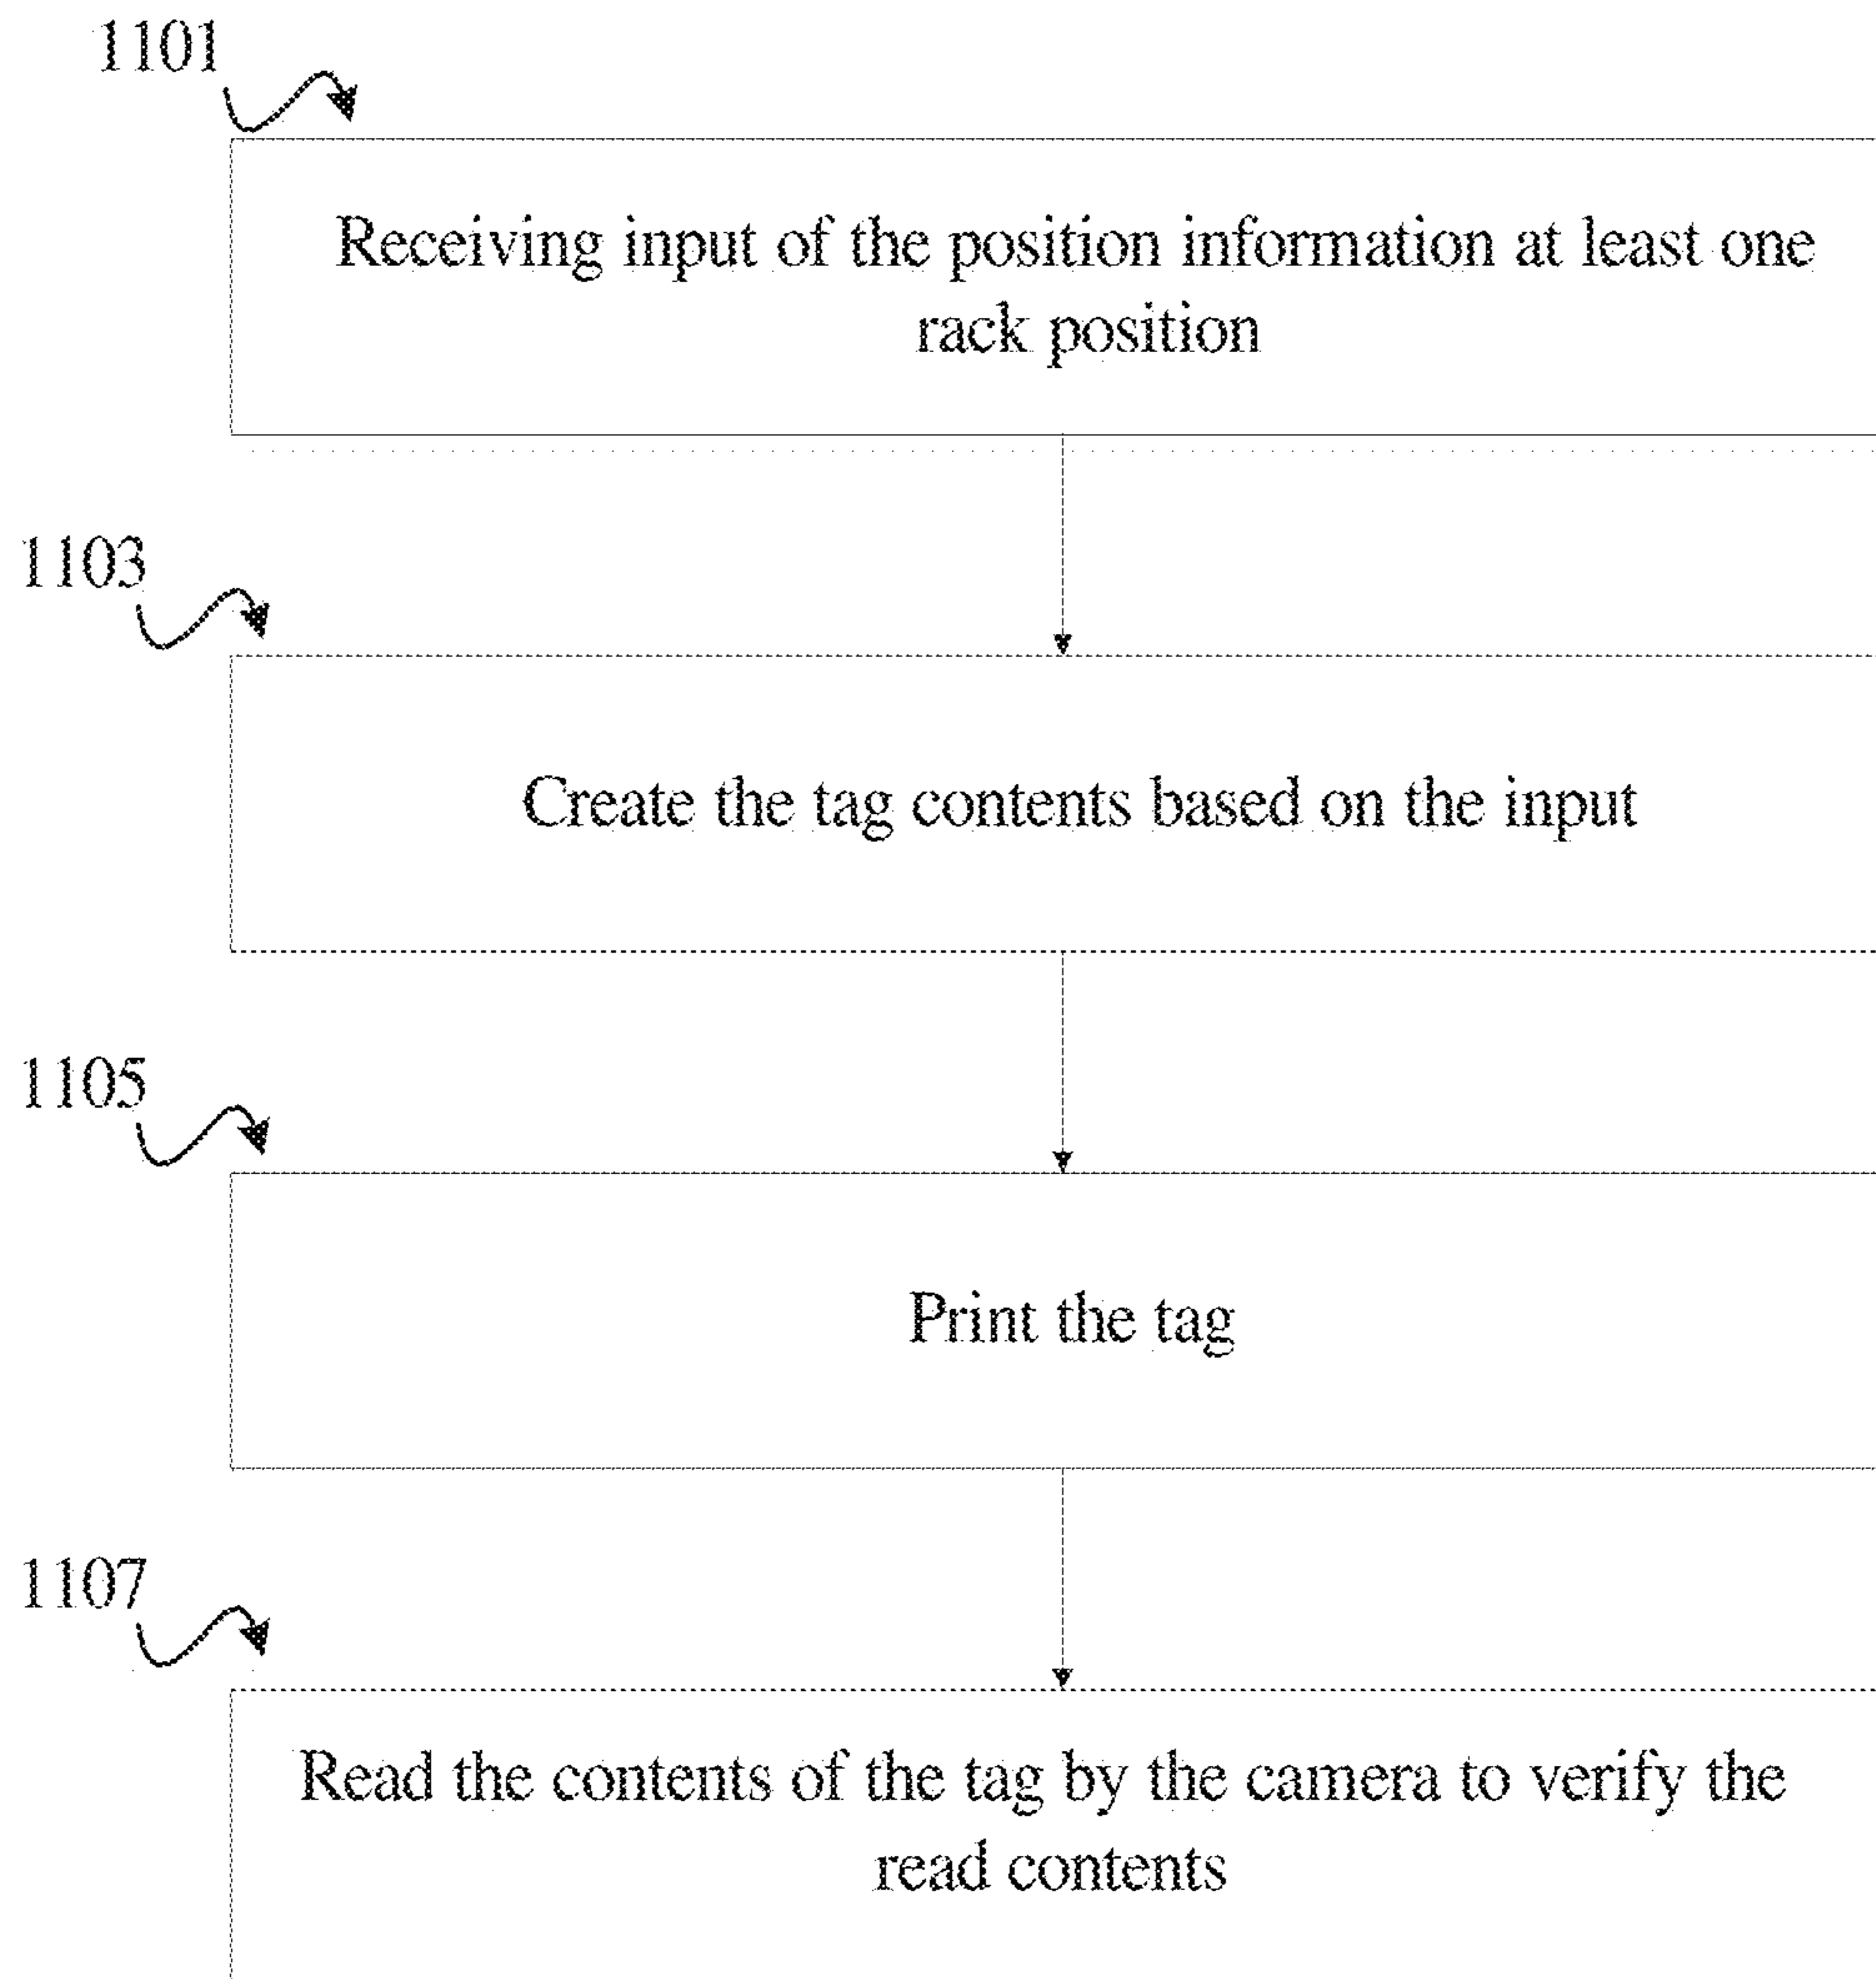 1101
Receiving input of the position information at least one
rack position
1103
Create the tag contents based on the input
1105
Print the tag
1107
Read the contents of the tag by the camera to verify the
read contents